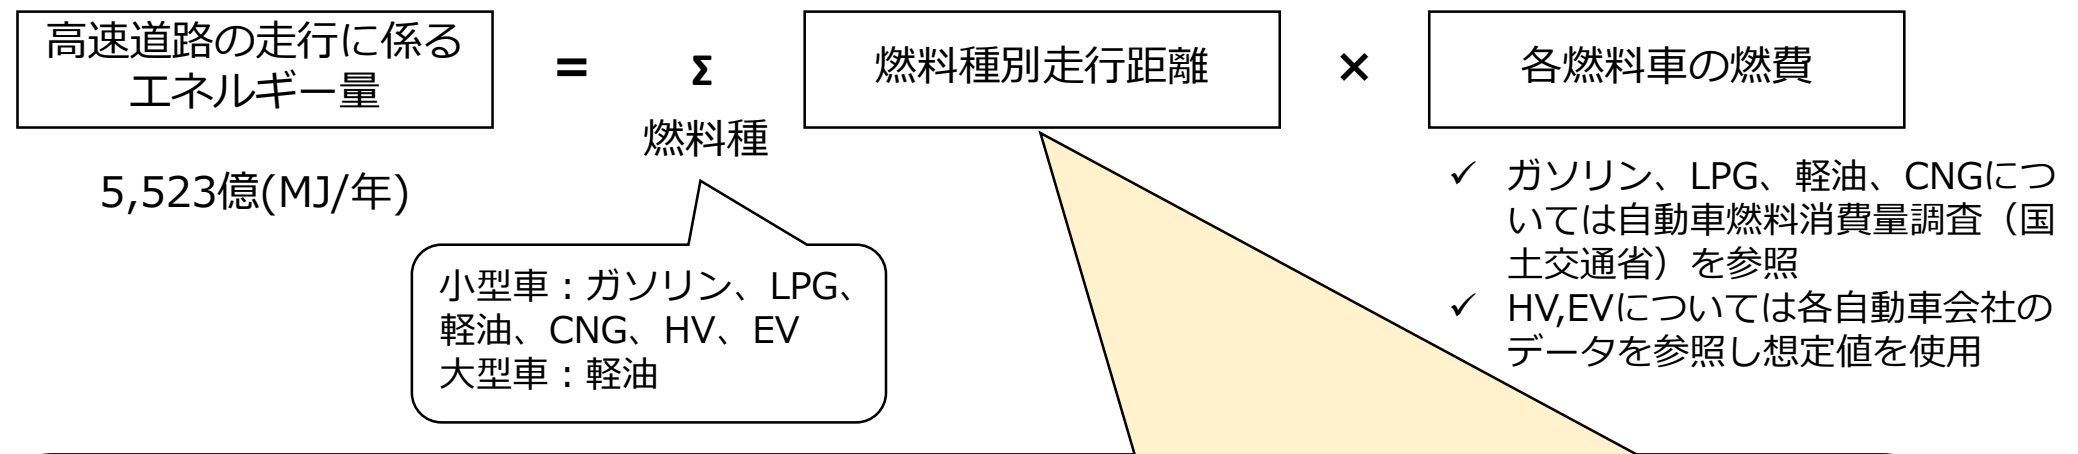 高速道路の走行に係る
エネルギー量
=
Σ
燃料種
燃料種別走行距離
×
各燃料車の燃費
5,523億(MJ/年)
小型車：ガソリン、LPG、
軽油、CNG、HV、EV
大型車：軽油
✓ ガソリン、LPG、軽油、CNGにつ
いては自動車燃料消費量調査（国
土交通省）を参照
✓ HV,EVについては各自動車会社の
データを参照し想定値を使用